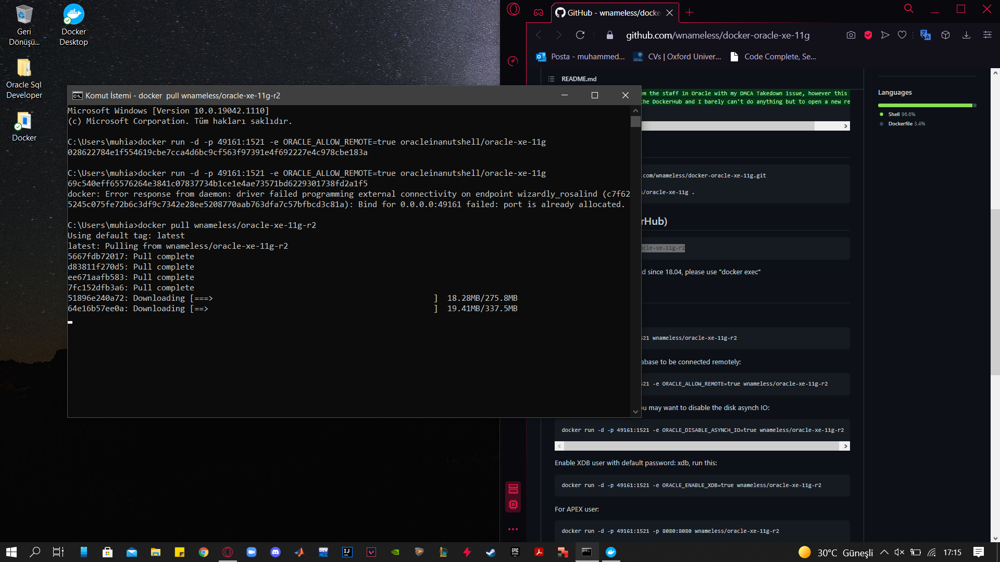 Geri
Dönüşü...
Docker
Desktop
Oracle Sql
Developer
Docker
Komut İstemi - docker  pull wnameless/oracle-xe-11g-r2
Microsoft Windows [Version 10.0.19042.1110]
(c) Microsoft Corporation. Tüm hakları saklıdır.
C:\Users\muhia>docker run -d -p 49161:1521 -e ORACLE_ALLOW_REMOTE=true oracleinanutshell/oracle-xe-11g
028622784e1f554619cbe7cca4d6bc9cf563f97391e4f692227e4c978cbe183a
C:\Users\muhia>docker run -d -p 49161:1521 -e ORACLE_ALLOW_REMOTE=true oracleinanutshell/oracle-xe-11g
69c540eff65576264e3841c07837734b1ce1e4ae73571bd6229301738fd2a1f5
docker: Error response from daemon: driver failed programming external connectivity on endpoint wizardly_rosalind (c7f62
5245c075fe72b6c3df9c7342e28ee5208770aab763dfa7c57bfbcd3c81a): Bind for 0.0.0.0:49161 failed: port is already allocated.
C:\Users\muhia>docker pull wnameless/oracle-xe-11g-r2
Using default tag: latest
latest: Pulling from wnameless/oracle-xe-11g-r2
5667fdb72017: Pull complete
d83811f270d5: Pull complete
ee671aafb583: Pull complete
7fc152dfb3a6: Pull complete
51896e240a72: Downloading [===>                                               ]  18.28MB/275.8MB
64e16b57ee0a: Downloading [==>                                                ]  19.41MB/337.5MB
GitHub - wnameless/docke
github.com/wnameless/docker-oracle-xe-11g
Posta - muhammed...
CVs | Oxford Univer...
Code Complete, Se...
README.md
om the staff in Oracle with my DMCA Takedown issue, however this
the DockerHub and I barely can't do anything but to open a new re
.com/wnameless/docker-oracle-xe-11g.git
s/oracle-xe-11g .
rHub)
acle-xe-11g-r2
d since 18.04, please use "docker exec"
521 wnameless/oracle-xe-11g-r2
abase to be connected remotely:
521 -e ORACLE_ALLOW_REMOTE=true wnameless/oracle-xe-11g-r2
ou may want to disable the disk asynch IO:
docker run -d -p 49161:1521 -e ORACLE_DISABLE_ASYNCH_IO=true wnameless/oracle-xe-11g-r2
Enable XDB user with default password: xdb, run this:
docker run -d -p 49161:1521 -e ORACLE_ENABLE_XDB=true wnameless/oracle-xe-11g-r2
For APEX user:
docker run -d -p 49161:1521 -p 8080:8080 wnameless/oracle-xe-11g-r2
Languages
Shell 96.6%
Dockerfile 3.4%
DEV
IJ
EPIC
GAMES
30°C Güneşli
17:15